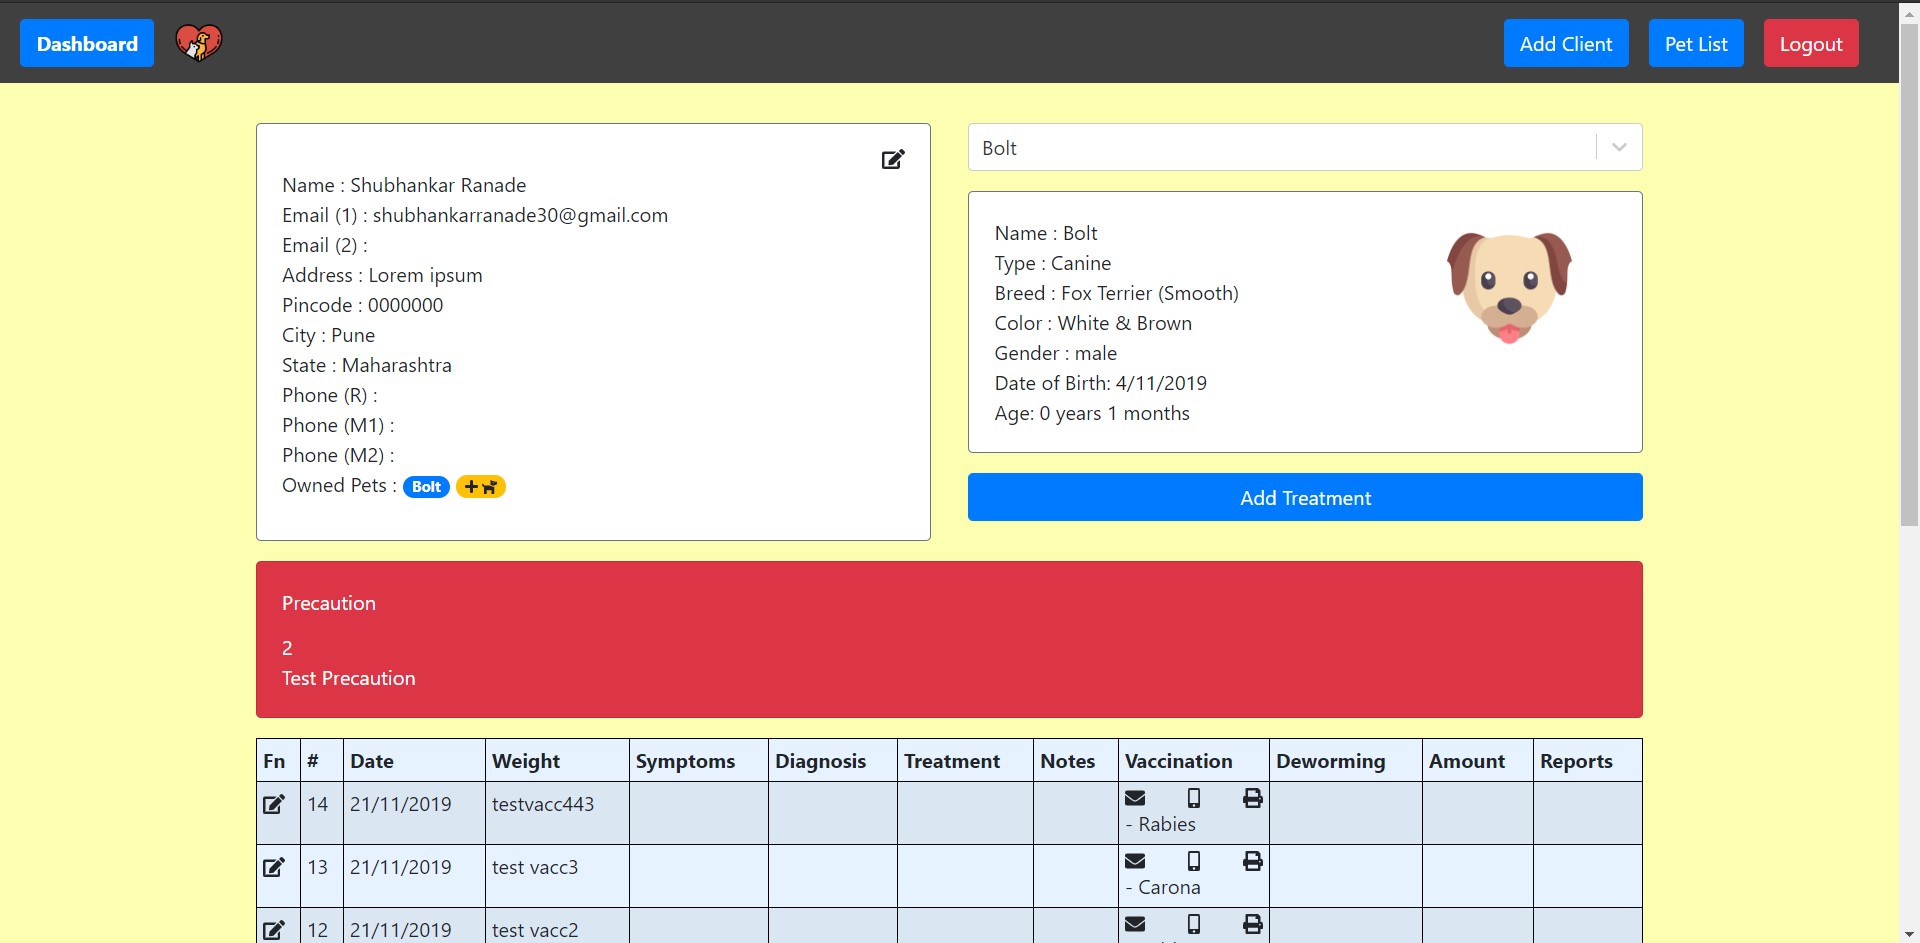 Dashboard
Add Client
Pet List
Logout
Name : Shubhankar Ranade
Email (1) : shubhankarranade30@gmail.com
Email (2) :
Address : Lorem ipsum
Pincode : 0000000
City : Pune
State : Maharashtra
Phone (R) :
Phone (M1) :
Phone (M2) :
Owned Pets : Bolt
Bolt
Name : Bolt
Type : Canine
Breed : Fox Terrier (Smooth)
Color : White & Brown
Gender : male
Date of Birth: 4/11/2019
Age: 0 years 1 months
Add Treatment
Precaution
2
Test Precaution
Fn # Date Weight Symptoms Diagnosis Treatment Notes Vaccination Deworming Amount Reports
14 21/11/2019 testvacc443
- Rabies
13 21/11/2019 test vacc3
- Carona
12 21/11/2019 test vacc2